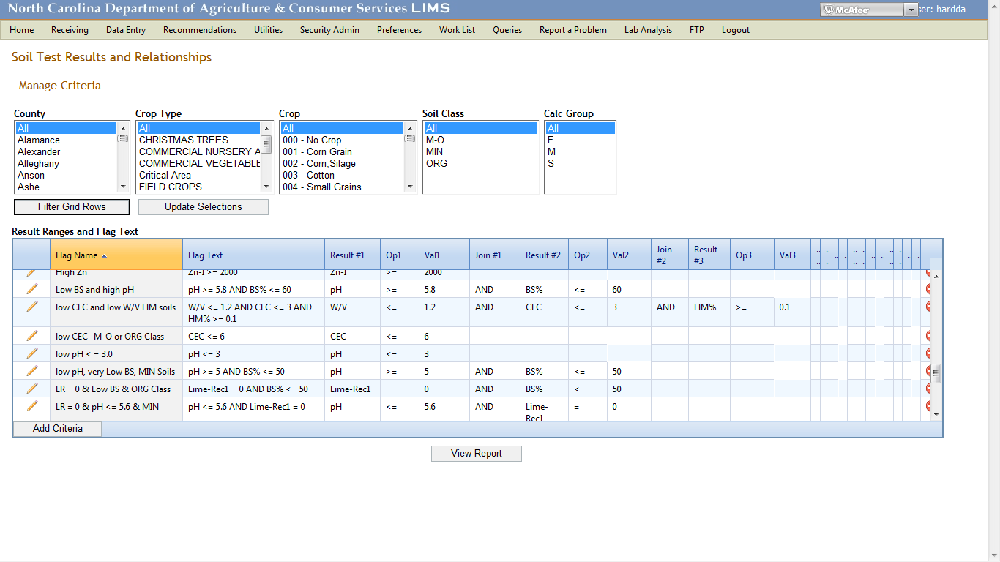 North Carolina Department of Agriculture & Consumer Services LIMS
McAfee
ser: hardda
Home Receiving Data Entry Recommendations Utilities Security Admin Preferences Work List Queries Report a Problem Lab Analysis FTP Logout
Soil Test Results and Relationships
Manage Criteria
County Crop Type Crop Soil Class Calc Group
All All All All All
Alamance CHRISTMAS TREES 000 - No Crop M-O F
Alexander COMMERCIAL NURSERY A 001 - Corn Grain MIN M
Alleghany COMMERCIAL VEGETABLE 002 - Corn,Silage ORG S
Anson Critical Area 003 - Cotton
Ashe FIELD CROPS 004 - Small Grains
Filter Grid Rows Update Selections
Result Ranges and Flag Text
Flag Name Flag Text Result #1 Op1 Val1 Join #1 Result #2 Op2 Val2 Join #2 Result #3 Op3 Val3
High Zn Zn-I >= 2000 Zn-I >= 2000
Low BS and high pH pH >= 5.8 AND BS% <= 60 pH >= 5.8 AND BS% <= 60
low CEC and low W/V HM soils W/V <= 1.2 AND CEC <= 3 AND W/V <= 1.2 AND CEC <= 3 AND HM% >= 0.1
HM% >= 0.1
low CEC- M-O or ORG Class CEC <= 6 CEC <= 6
low pH < = 3.0 pH <= 3 pH <= 3
low pH, very Low BS, MIN Soils pH >= 5 AND BS% <= 50 pH >= 5 AND BS% <= 50
LR = 0 & Low BS & ORG Class Lime-Rec1 = 0 AND BS% <= 50 Lime-Rec1 = 0 AND BS% <= 50
LR = 0 & pH <= 5.6 & MIN pH <= 5.6 AND Lime-Rec1 = 0 pH <= 5.6 AND Lime- = 0
Rec1
Add Criteria
View Report